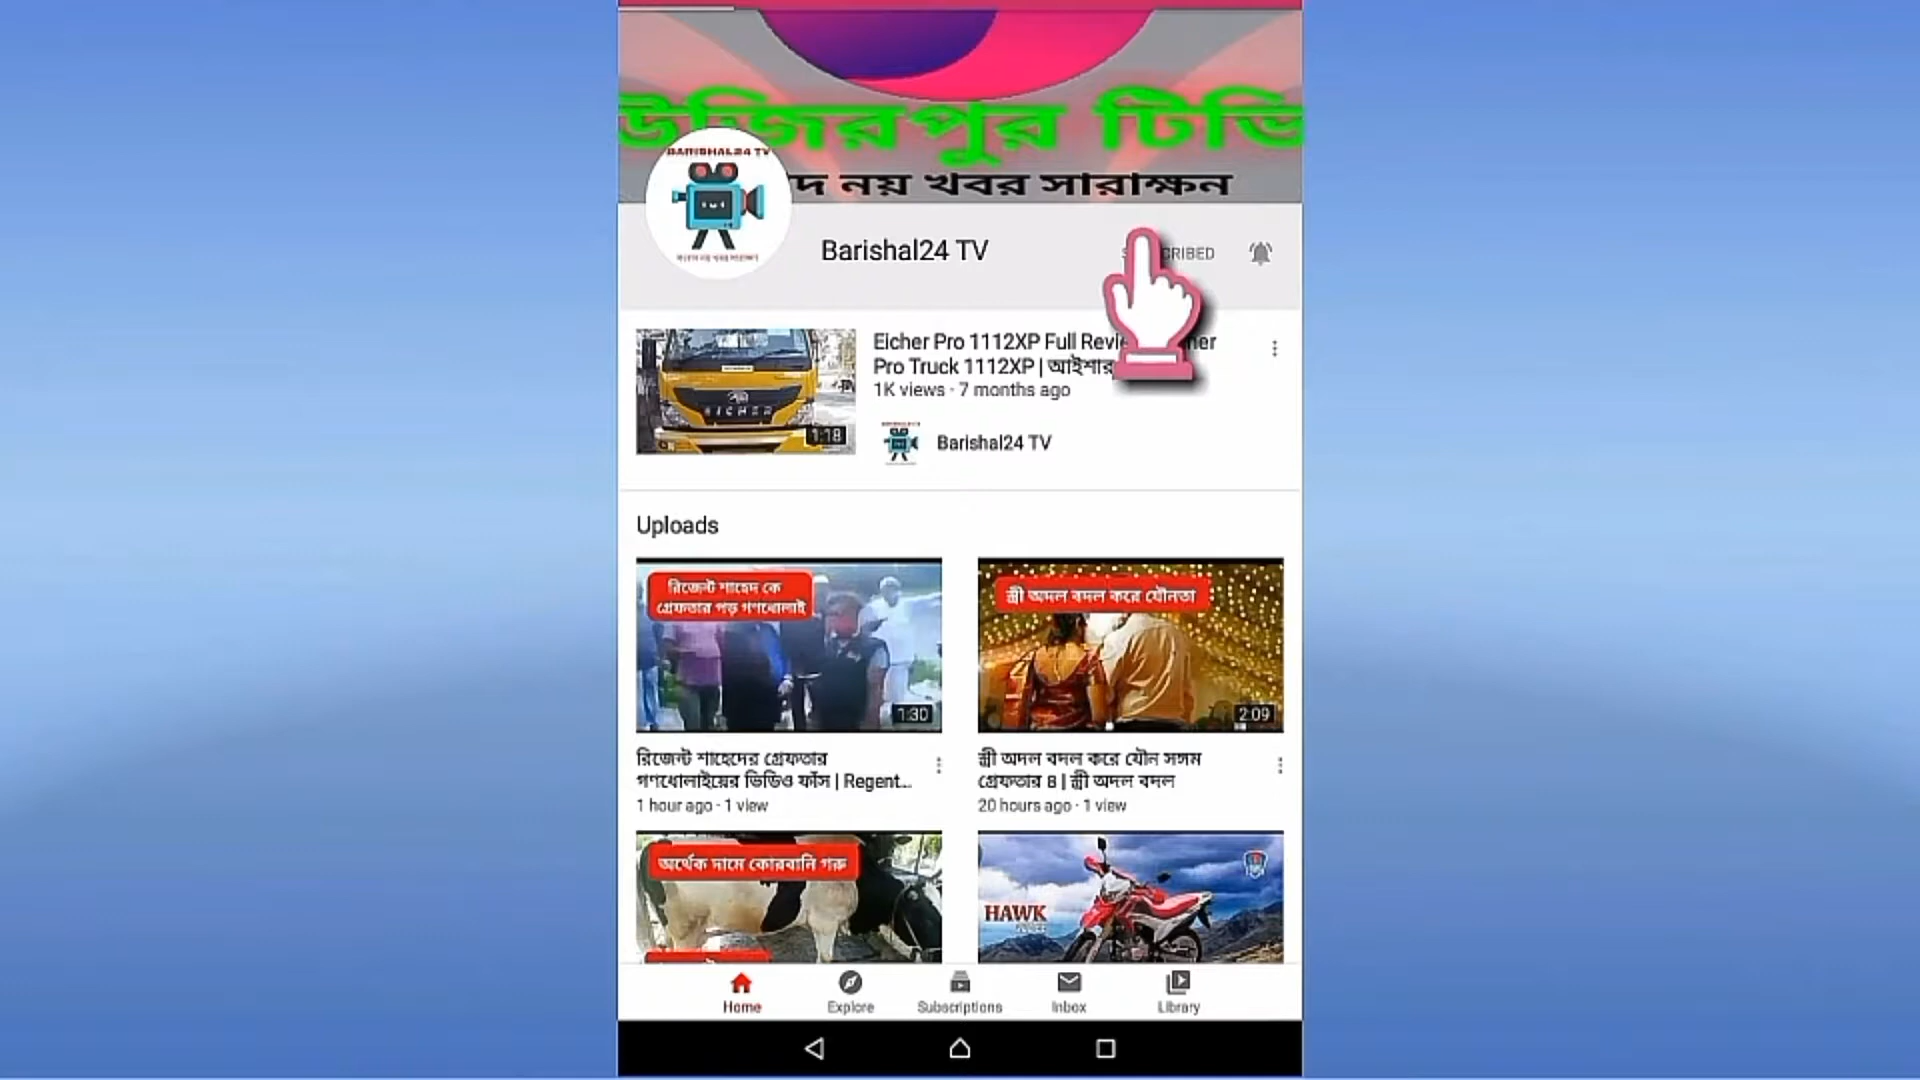 উজিরপুর টিভি
দ নয় খবর সারাক্ষন
BARISHAL24 TV
Barishal24 TV
CRIBED
Eicher Pro 1112XP Full
Pro Truck 1112XP | আইশার
1K views · 7 months ago
EICHER
1:18
Barishal24 TV
Uploads
রিজেন্ট শাহেদ কে
গ্রেফতার পড় গণধোলাই
1:30
স্ত্রী অদল বদল করে যৌনতা
2:09
রিজেন্ট শাহেদের গ্রেফতার
গণধোলাইয়ের ভিডিও ফাঁস | Regent...
1 hour ago · 1 view
স্ত্রী অদল বদল করে যৌন সঙ্গম
গ্রেফতার ৪ | স্ত্রী অদল বদল
20 hours ago · 1 view
অর্ধেক দামে কোরবানি গরু
HAWK
Home
Explore
Subscriptions
Inbox
Library